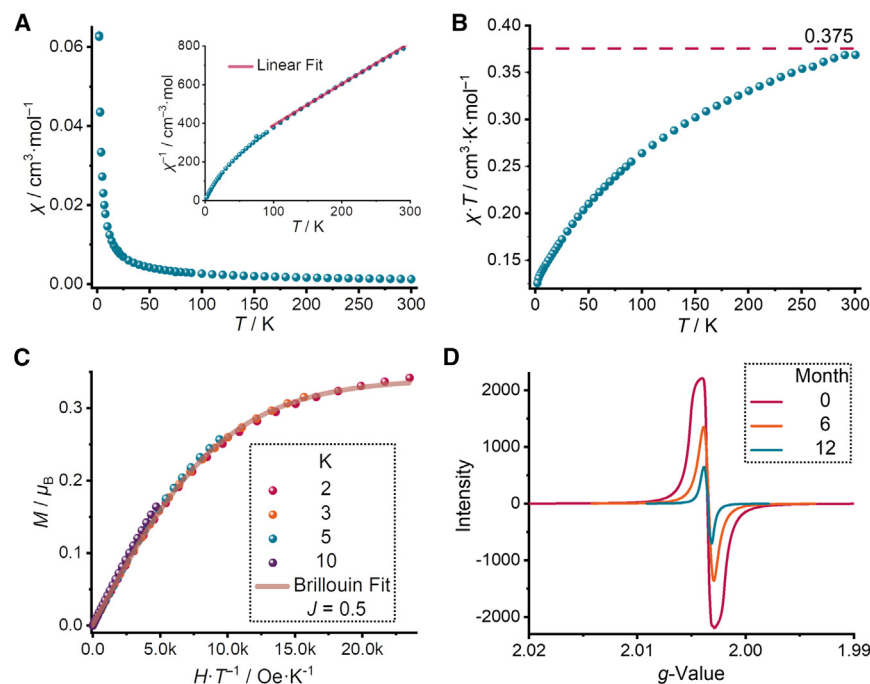 A
χ / cm³·mol⁻¹
0.06
0.04
0.02
0.00
0 50 100 150 200 250 300
T / K
χ⁻¹ / cm⁻³·mol
800
600
400
200
0
0 100 200 300
T / K
Linear Fit
B
χ·T / cm³·K·mol⁻¹
0.40
0.35
0.30
0.25
0.20
0.15
0 50 100 150 200 250 300
T / K
0.375
C
M / μB
0.3
0.2
0.1
0.0
0.0 5.0k 10.0k 15.0k 20.0k
H·T⁻¹ / Oe·K⁻¹
K
2
3
5
10
Brillouin Fit
J = 0.5
D
Intensity
2000
1000
0
-1000
-2000
2.02 2.01 2.00 1.99
g-Value
Month
0
6
12